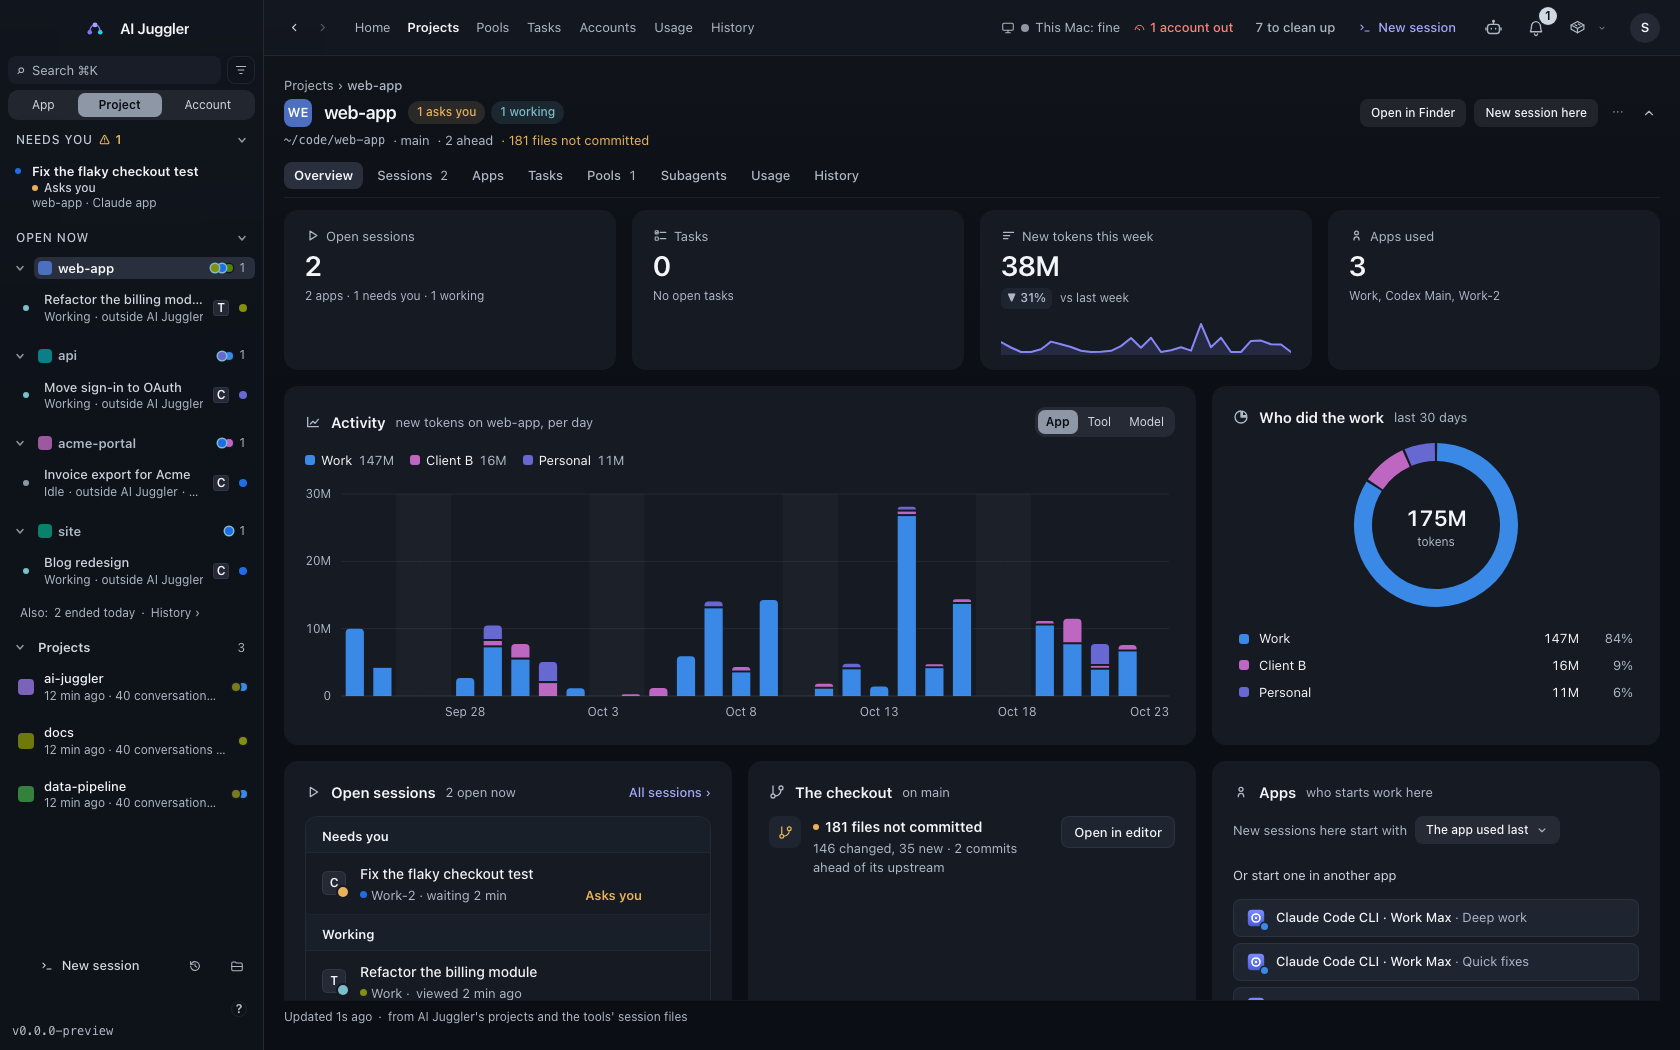 AI Juggler
Search ⌘K
App Project Account
NEEDS YOU 1
Fix the flaky checkout test
Asks you
web-app · Claude app
OPEN NOW
web-app 1
Refactor the billing mod... T
Working · outside AI Juggler
api 1
Move sign-in to OAuth C
Working · outside AI Juggler
acme-portal 1
Invoice export for Acme C
Idle · outside AI Juggler · ...
site 1
Blog redesign C
Working · outside AI Juggler
Also: 2 ended today · History ›
Projects 3
ai-juggler
12 min ago · 40 conversation...
docs
12 min ago · 40 conversations ...
data-pipeline
12 min ago · 40 conversation...
New session
?
v0.0.0-preview
‹ › Home Projects Pools Tasks Accounts Usage History This Mac: fine 1 account out 7 to clean up New session 1 S
Projects › web-app
WE web-app 1 asks you 1 working Open in Finder New session here ...
~/code/web-app · main · 2 ahead · 181 files not committed
Overview Sessions 2 Apps Tasks Pools 1 Subagents Usage History
Open sessions
2
2 apps · 1 needs you · 1 working
Tasks
0
No open tasks
New tokens this week
38M
▼ 31% vs last week
Apps used
3
Work, Codex Main, Work-2
Activity new tokens on web-app, per day App Tool Model
Work 147M Client B 16M Personal 11M
30M
20M
10M
0
Sep 28 Oct 3 Oct 8 Oct 13 Oct 18 Oct 23
Who did the work last 30 days
175M
tokens
Work 147M 84%
Client B 16M 9%
Personal 11M 6%
Open sessions 2 open now All sessions ›
Needs you
C Fix the flaky checkout test
Work-2 · waiting 2 min Asks you
Working
T Refactor the billing module
Work · viewed 2 min ago
The checkout on main
181 files not committed Open in editor
146 changed, 35 new · 2 commits
ahead of its upstream
Apps who starts work here
New sessions here start with The app used last
Or start one in another app
Claude Code CLI · Work Max · Deep work
Claude Code CLI · Work Max · Quick fixes
Updated 1s ago · from AI Juggler's projects and the tools' session files